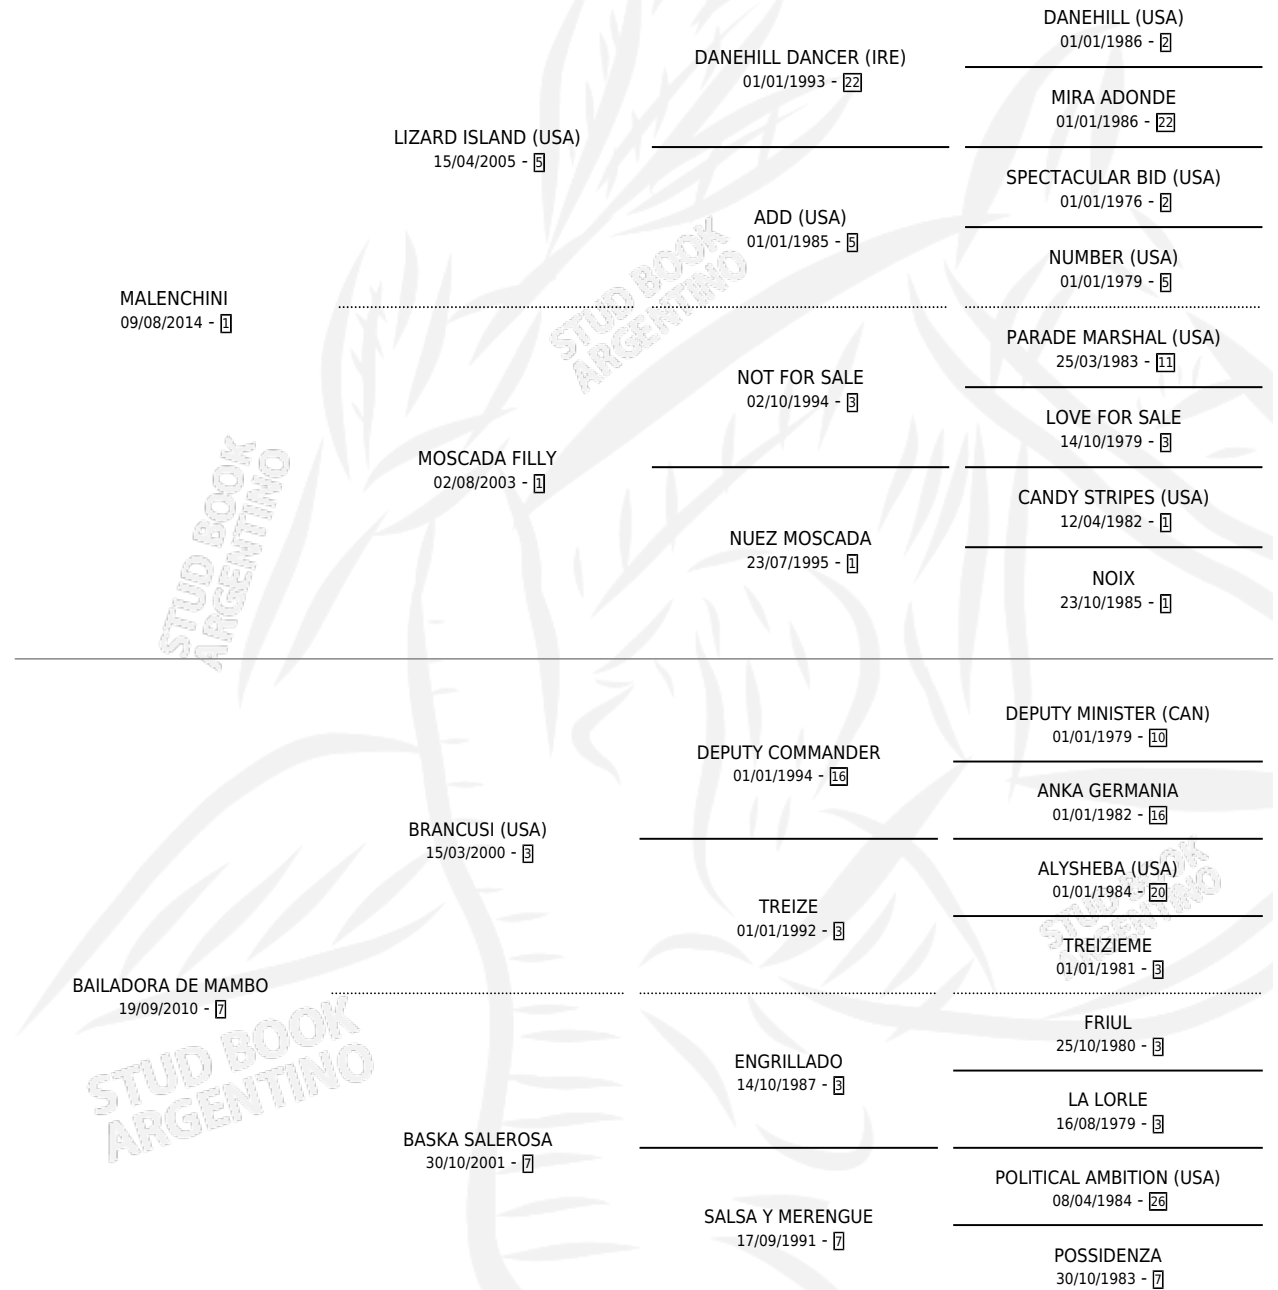 DANEHILL (USA)
01/01/1986 - 2
DANEHILL DANCER (IRE)
01/01/1993 - 22
MIRA ADONDE
01/01/1986 - 22
LIZARD ISLAND (USA)
15/04/2005 - 5
SPECTACULAR BID (USA)
01/01/1976 - 2
ADD (USA)
01/01/1985 - 5
NUMBER (USA)
01/01/1979 - 5
MALENCHINI
09/08/2014 - 1
PARADE MARSHAL (USA)
25/03/1983 - 11
NOT FOR SALE
02/10/1994 - 3
LOVE FOR SALE
14/10/1979 - 3
MOSCADA FILLY
02/08/2003 - 1
CANDY STRIPES (USA)
12/04/1982 - 1
NUEZ MOSCADA
23/07/1995 - 1
NOIX
23/10/1985 - 1
DEPUTY MINISTER (CAN)
01/01/1979 - 10
DEPUTY COMMANDER
01/01/1994 - 16
ANKA GERMANIA
01/01/1982 - 16
BRANCUSI (USA)
15/03/2000 - 3
ALYSHEBA (USA)
01/01/1984 - 20
TREIZE
01/01/1992 - 3
TREIZIEME
01/01/1981 - 3
BAILADORA DE MAMBO
19/09/2010 - 7
FRIUL
25/10/1980 - 3
ENGRILLADO
14/10/1987 - 3
LA LORLE
16/08/1979 - 3
BASKA SALEROSA
30/10/2001 - 7
POLITICAL AMBITION (USA)
08/04/1984 - 26
SALSA Y MERENGUE
17/09/1991 - 7
POSSIDENZA
30/10/1983 - 7
STUD BOOK
ARGENTINO
STUD BOOK
ARGENTINO
STUD BOOK
ARGENTINO
STUD BOOK
ARGENTINO